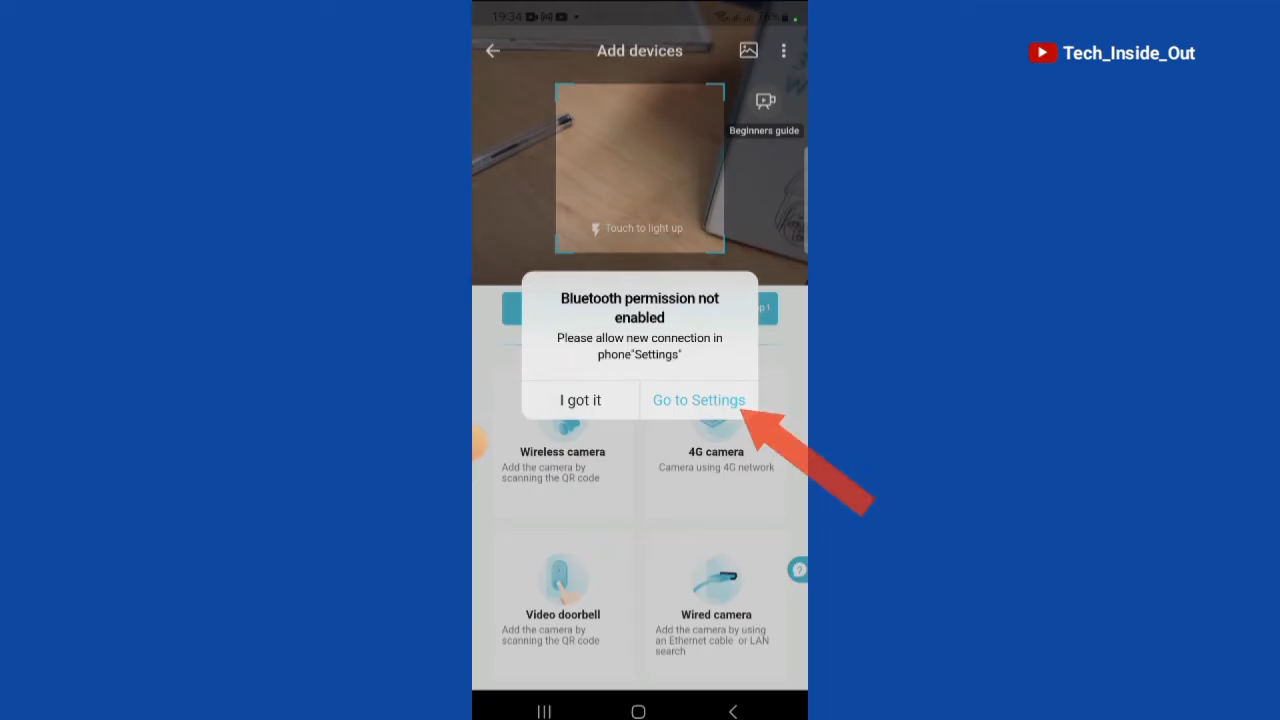 19:34
Add devices
Tech_Inside_Out
Beginners guide
Touch to light up
Bluetooth permission not
enabled
Please allow new connection in
phone"Settings"
I got it
Go to Settings
Wireless camera
Add the camera by
scanning the QR code
4G camera
Camera using 4G network
Video doorbell
Add the camera by
scanning the QR code
Wired camera
Add the camera by using
an Ethernet cable or LAN
search